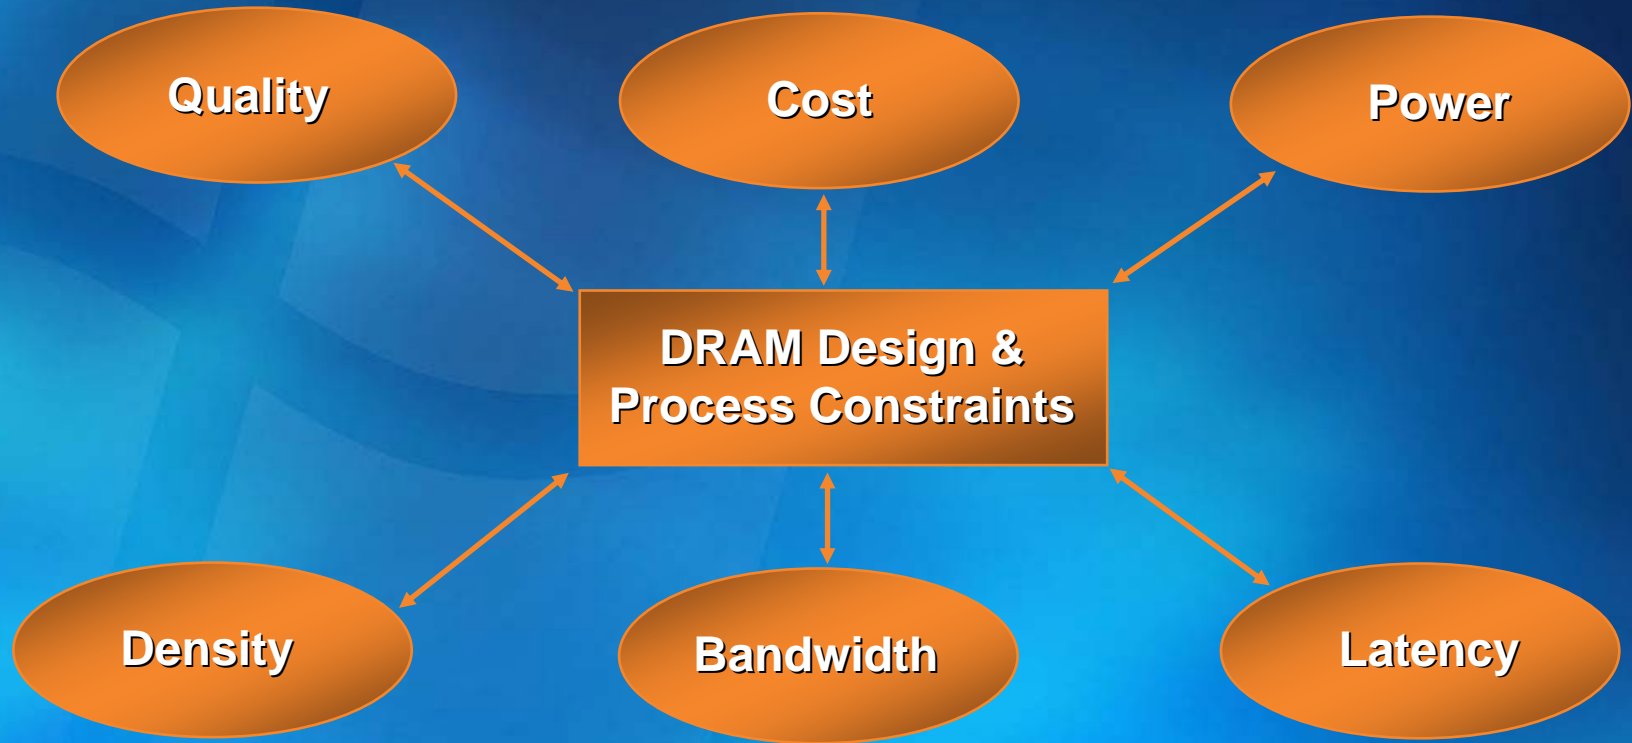 Quality
Cost
Power
DRAM Design &
Process Constraints
Density
Bandwidth
Latency